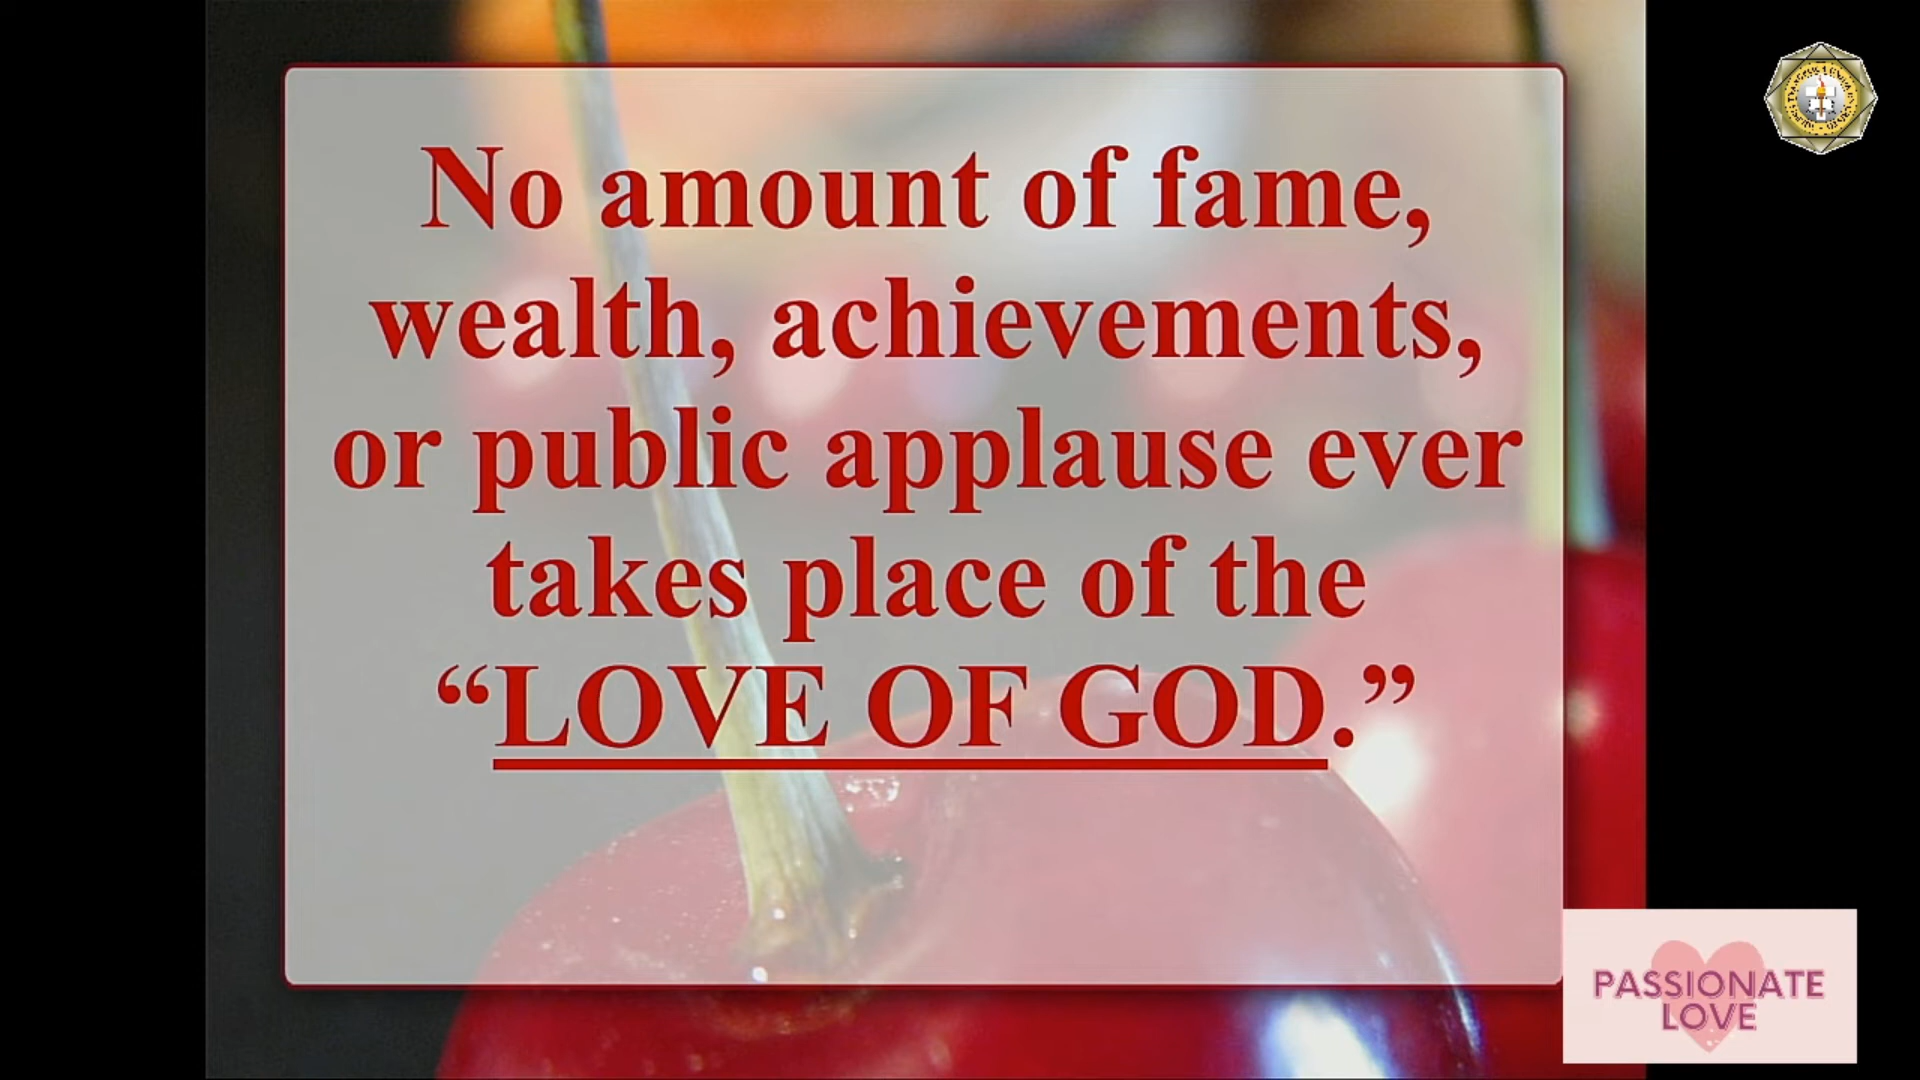 No amount of fame,
wealth, achievements,
or public applause ever
takes place of the
“LOVE OF GOD.”
PASSIONATE
LOVE